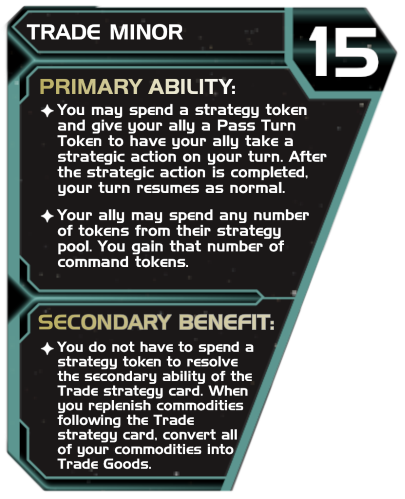 TRADE MINOR
15
PRIMARY ABILITY:
You may spend a strategy token
and give your ally a Pass Turn
Token to have your ally take a
strategic action on your turn. After
the strategic action is completed,
your turn resumes as normal.
Your ally may spend any number
of tokens from their strategy
pool. You gain that number of
command tokens.
SECONDARY BENEFIT:
You do not have to spend a
strategy token to resolve
the secondary ability of the
Trade strategy card. When
you replenish commodities
following the Trade
strategy card, convert all
of your commodities into
Trade Goods.